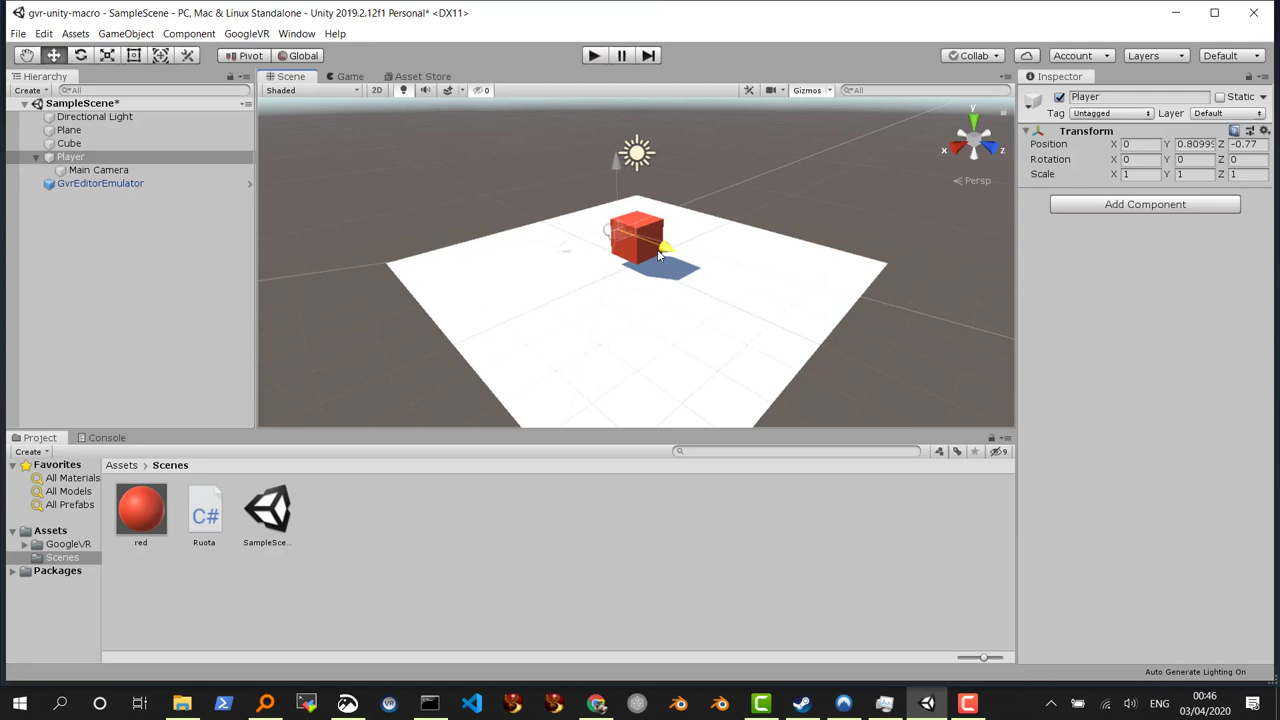 gvr-unity-macro - SampleScene - PC, Mac & Linux Standalone - Unity 2019.2.12f1 Personal* <DX11>
File Edit Assets GameObject Component GoogleVR Window Help
Pivot Global Collab Account Layers Default
Hierarchy Scene Game Asset Store Inspector
Create All Shaded 2D 0 Gizmos All Player Static
SampleScene* Tag Untagged Layer Default
Directional Light y Transform
Plane Position X 0 Y 0.8099 Z -0.77
Cube x z Rotation X 0 Y 0 Z 0
Player Scale X 1 Y 1 Z 1
Main Camera
GvrEditorEmulator Persp
Add Component
Project Console
Create 9
Favorites Assets Scenes
All Materials
All Models
All Prefabs
C#
Assets
GoogleVR red Ruota SampleSce...
Scenes
Packages
Auto Generate Lighting On
VR ENG 00:46
03/04/2020